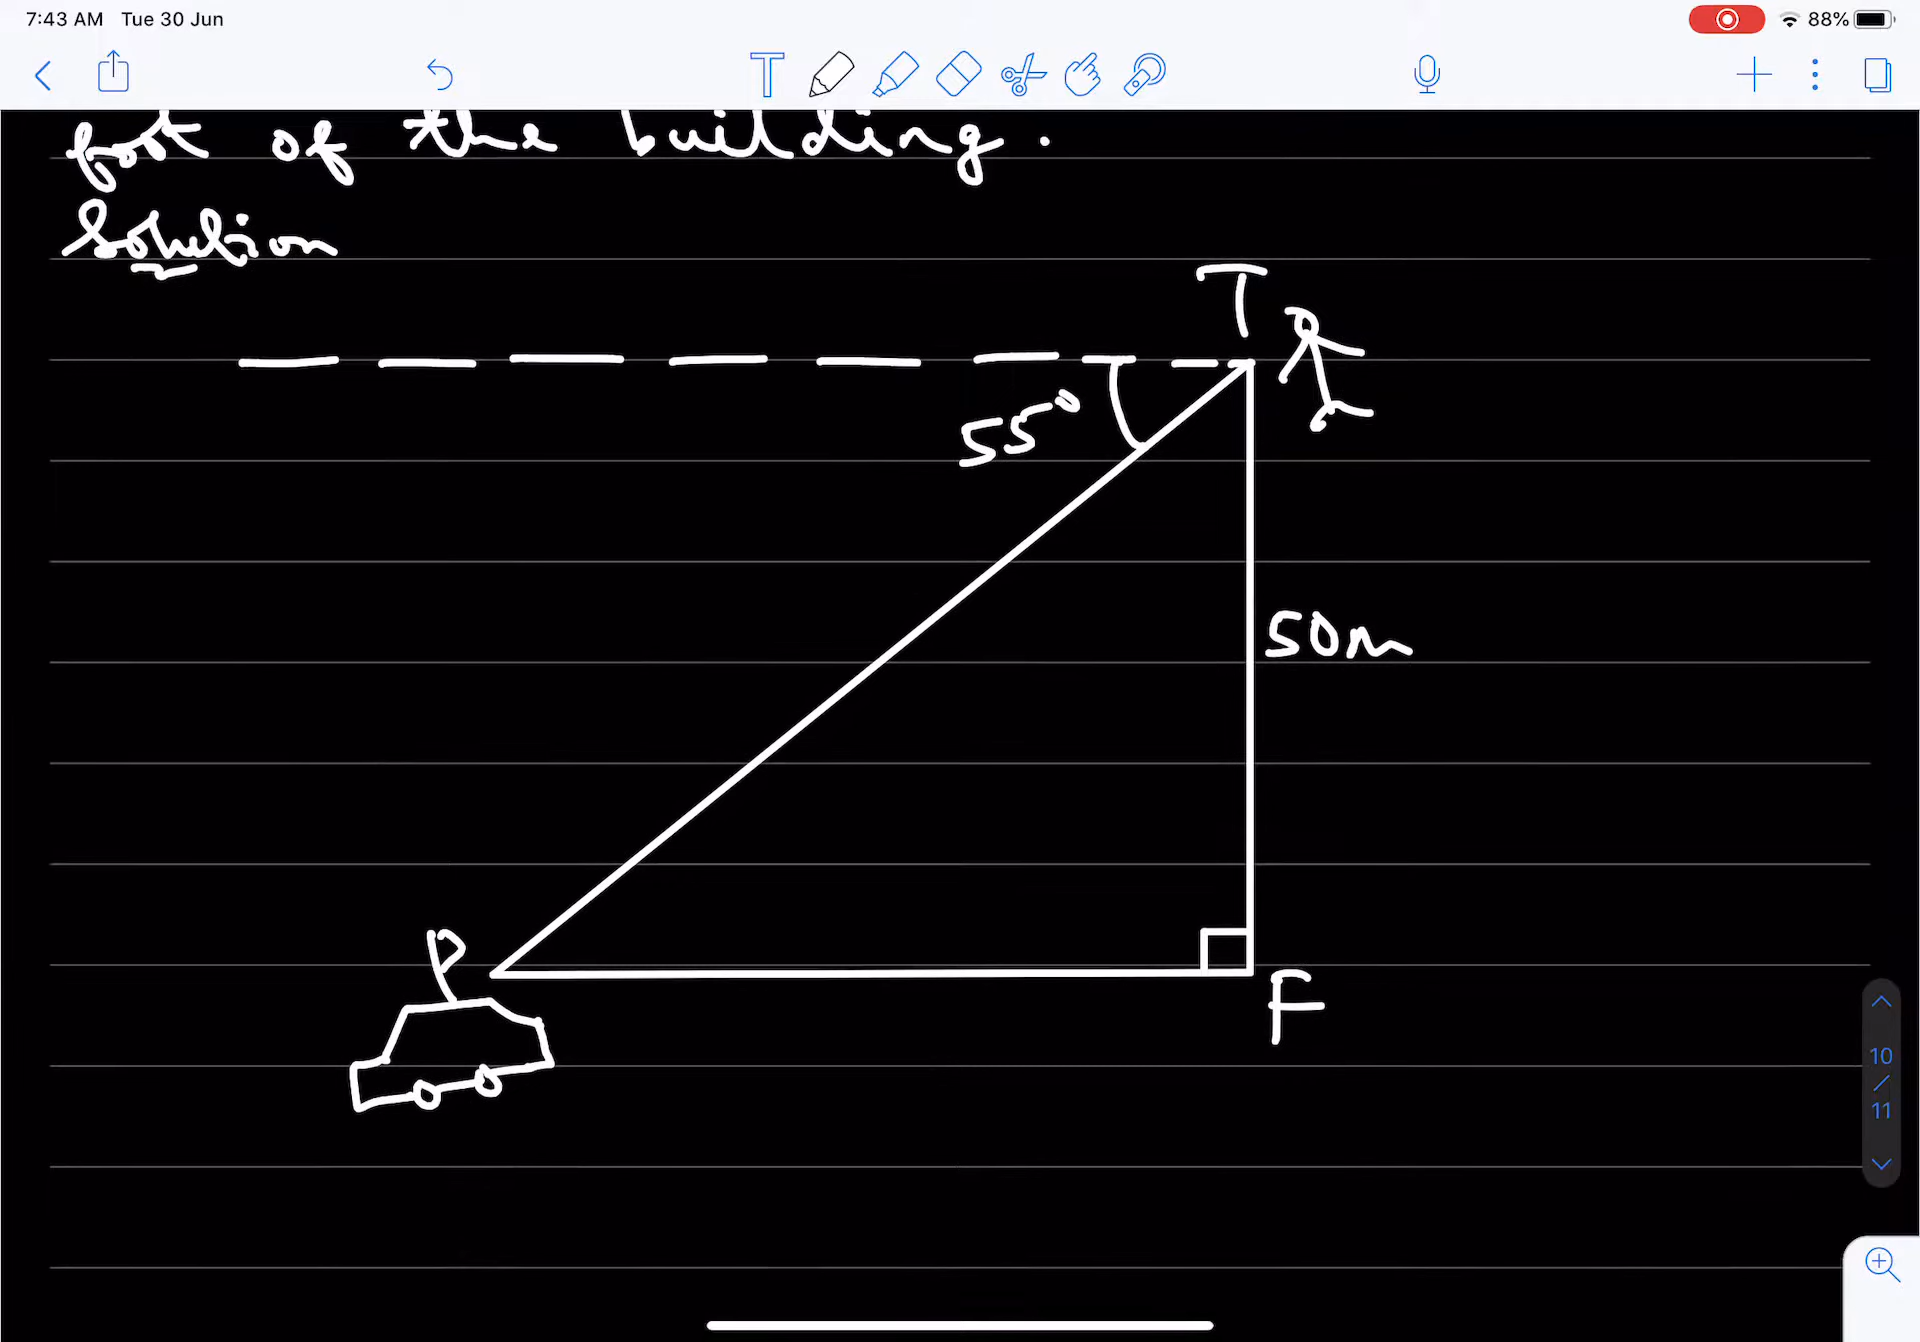 7:43 AM Tue 30 Jun 88%
foot of the building.
Solution
T
55°
50m
P
F
10
/
11